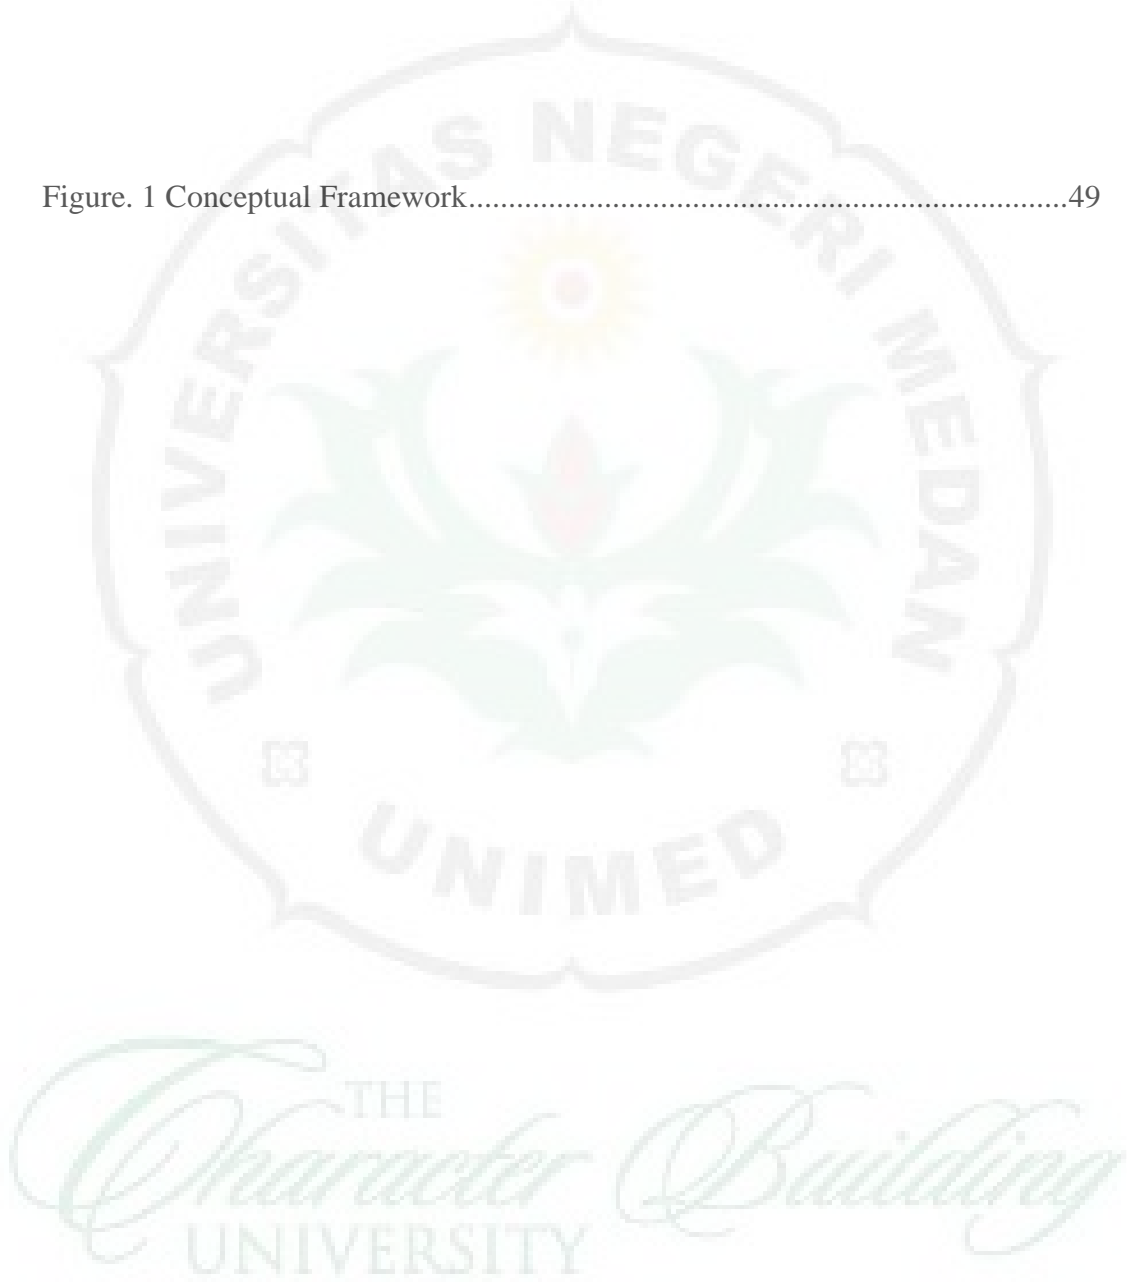 Figure. 1 Conceptual Framework......................................................................49
UNIVERSITAS NEGERI MEDAN
UNIMED
THE
Character Building
UNIVERSITY